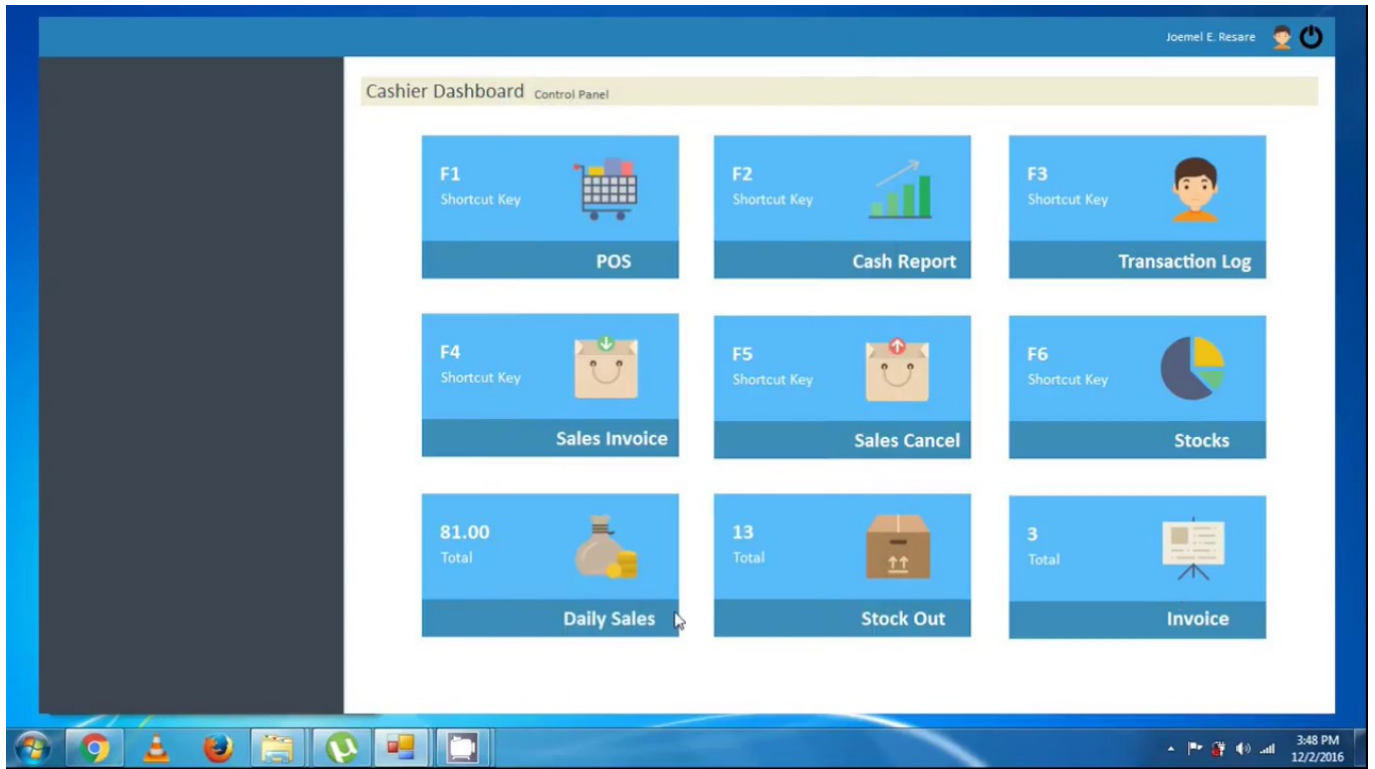 Joemel E. Resare
Cashier Dashboard Control Panel
F1
Shortcut Key
POS
F2
Shortcut Key
Cash Report
F3
Shortcut Key
Transaction Log
F4
Shortcut Key
Sales Invoice
F5
Shortcut Key
Sales Cancel
F6
Shortcut Key
Stocks
81.00
Total
Daily Sales
13
Total
Stock Out
3
Total
Invoice
3:48 PM
12/2/2016